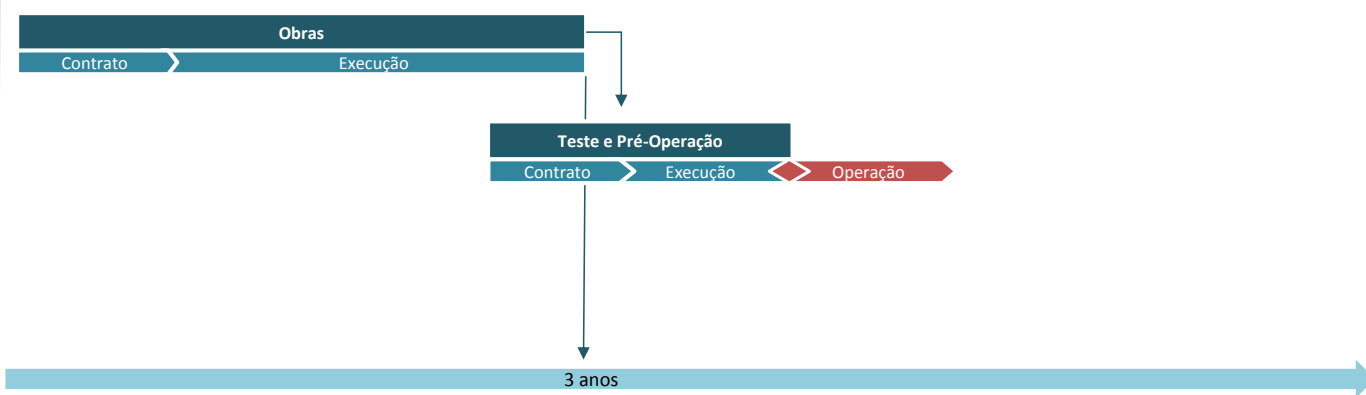 Obras
Contrato
Execução
Teste e Pré-Operação
Contrato
Execução
Operação
3 anos